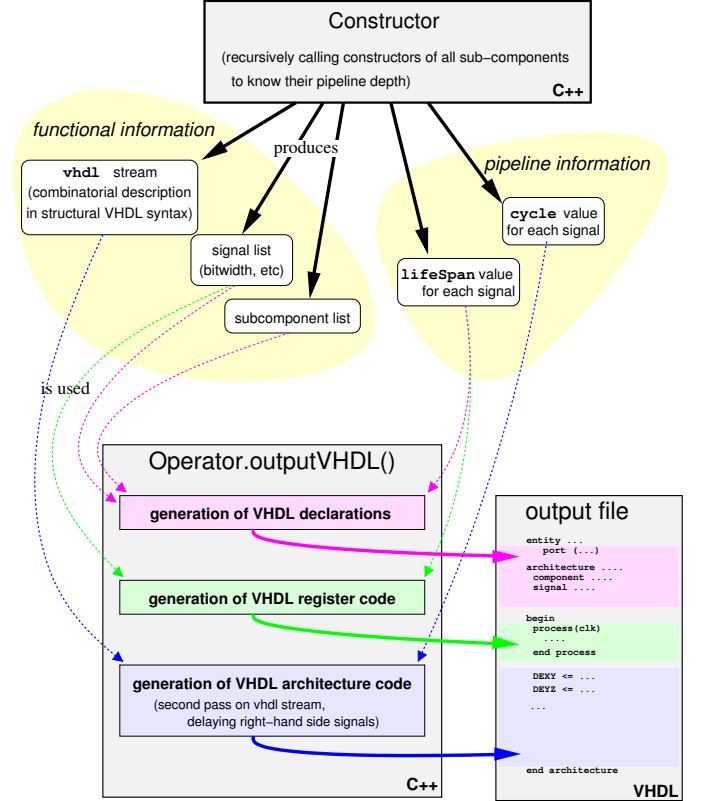 Constructor
(recursively calling constructors of all sub−components
to know their pipeline depth)
C++
functional information
produces
pipeline information
vhdl stream
(combinatorial description
in structural VHDL syntax)
cycle value
for each signal
signal list
(bitwidth, etc)
lifeSpan value
for each signal
subcomponent list
is used
Operator.outputVHDL()
generation of VHDL declarations
output file
entity ...
port (...)
architecture ....
component ....
signal ....
generation of VHDL register code
begin
process(clk)
....
end process
generation of VHDL architecture code
(second pass on vhdl stream,
delaying right−hand side signals)
DEXY <= ...
DEYZ <= ...
...
end architecture
C++
VHDL